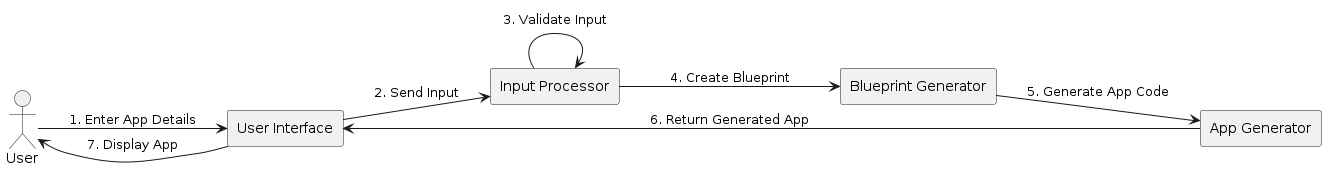 3. Validate Input
Input Processor
4. Create Blueprint
Blueprint Generator
2. Send Input
5. Generate App Code
1. Enter App Details
User Interface
6. Return Generated App
App Generator
7. Display App
User